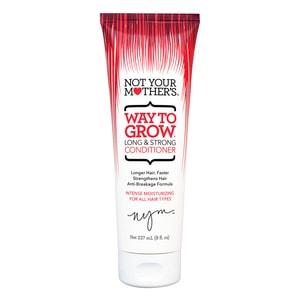 NOT YOUR
MOTHER'S
WAY TO
GROW
LONG & STRONG
CONDITIONER
Longer Hair, Faster
Strengthens Hair
Anti-Breakage Formula
INTENSE MOISTURIZING
FOR ALL HAIR TYPES
nym.
Net 237 mL (8 fl oz)